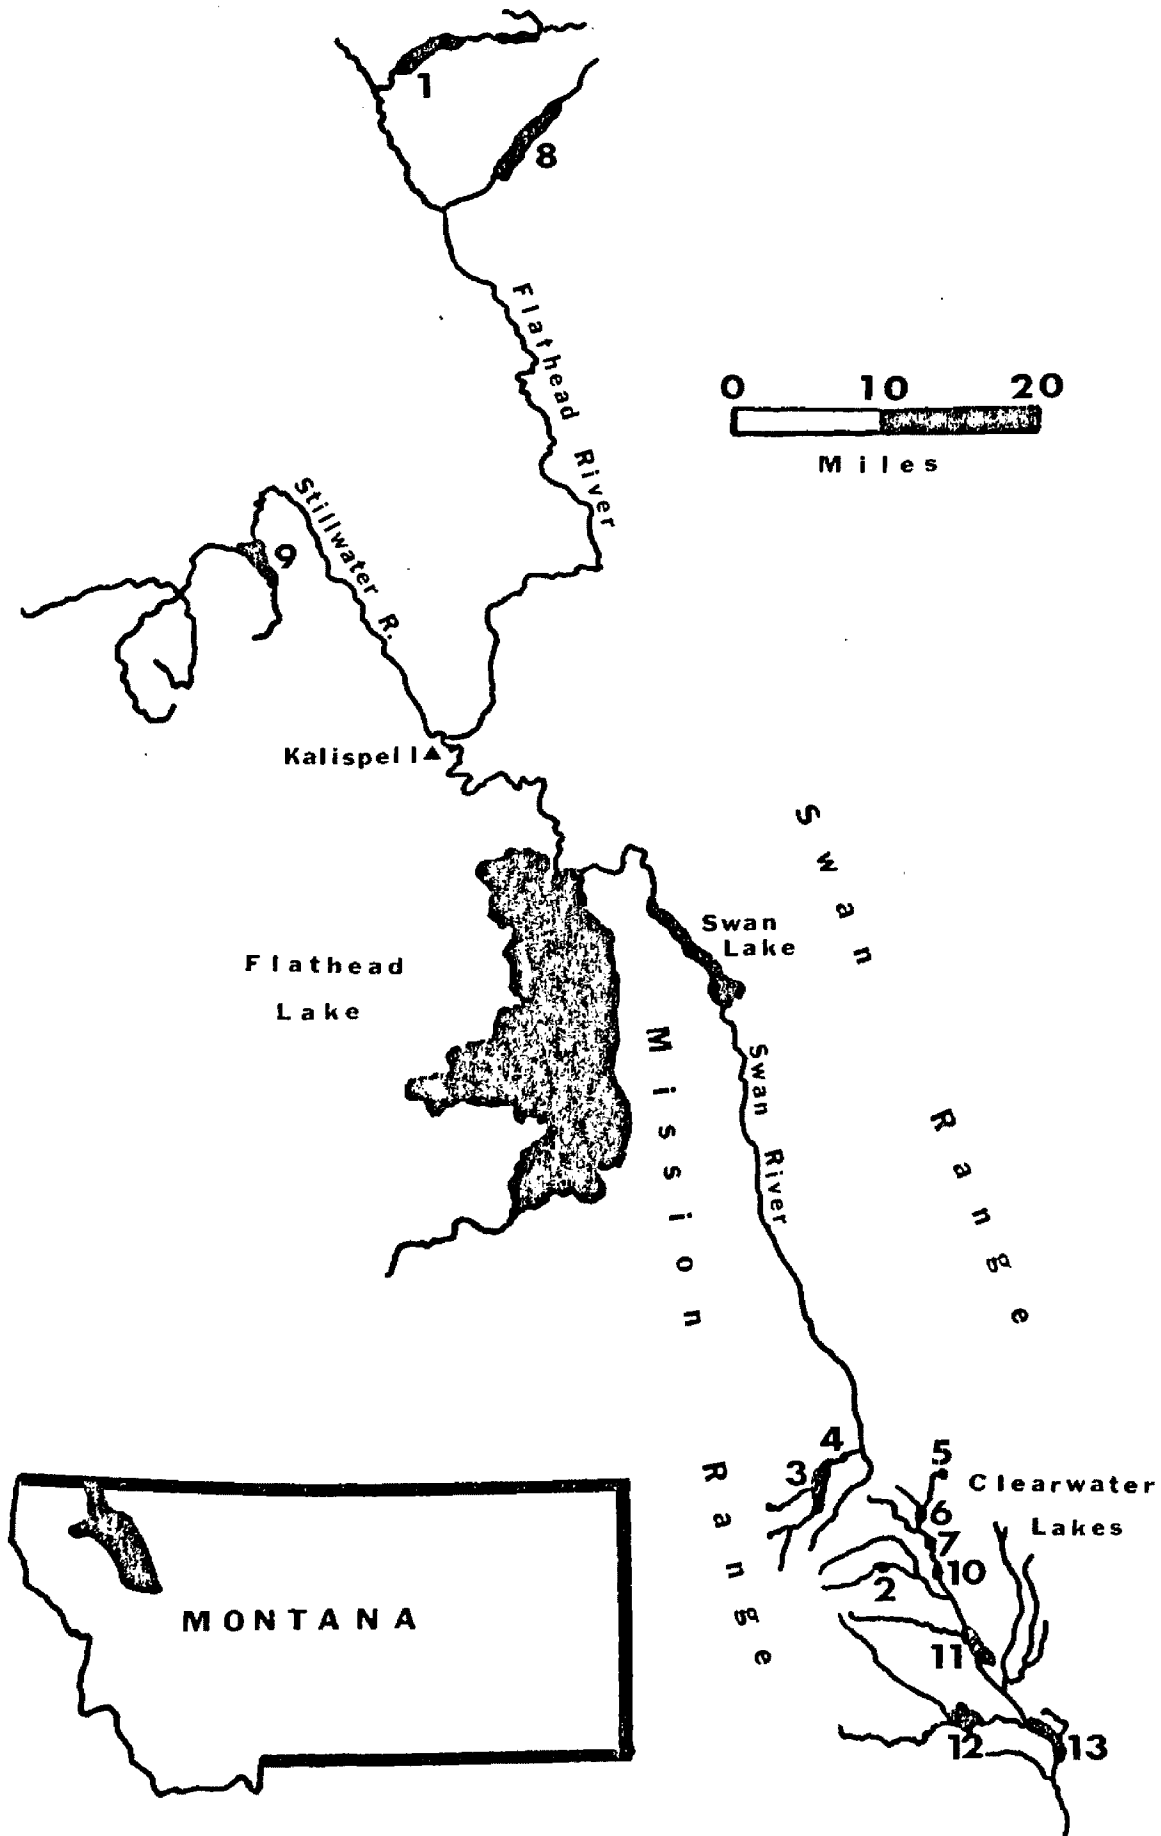 1
8
Flathead River
0 10 20
Miles
Stillwater R.
9
Kalispell
Swan Range
Swan
Lake
Flathead
Lake
Swan River
Mission Range
4
3
5
Clearwater
Lakes
6
7
10
2
11
12
13
MONTANA